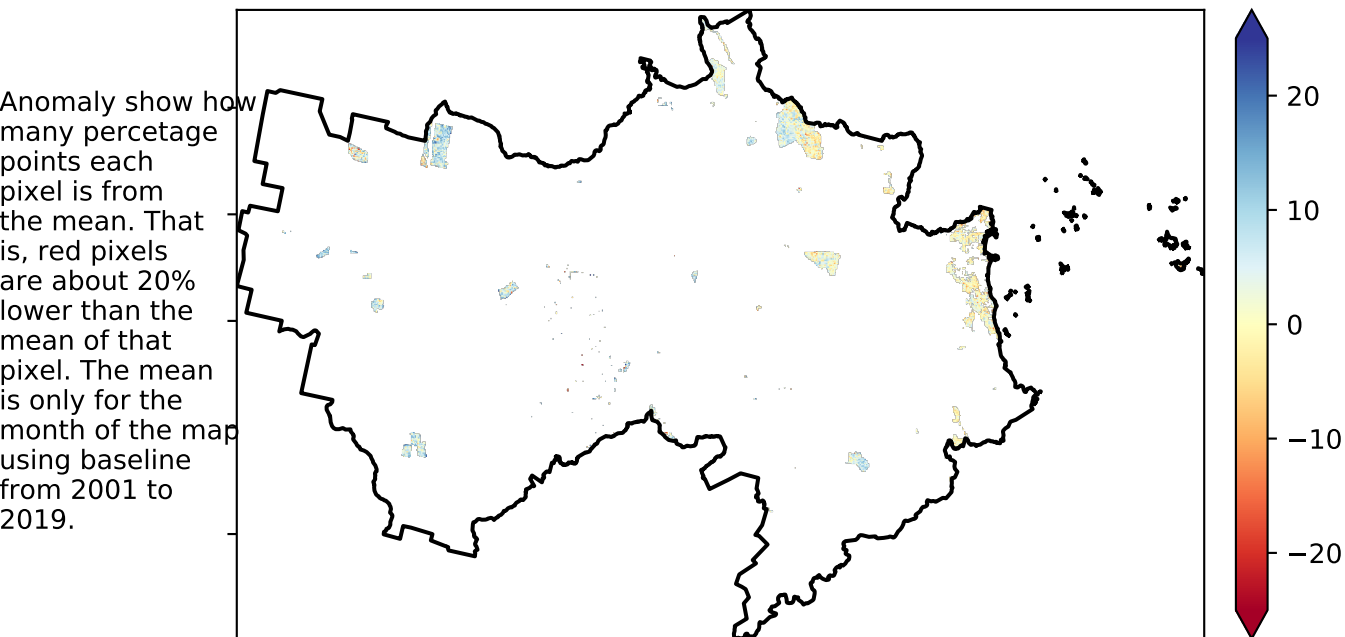 Anomaly show how
many percetage
points each
pixel is from
the mean. That
is, red pixels
are about 20%
lower than the
mean of that
pixel. The mean
is only for the
month of the map
using baseline
from 2001 to
2019.
20
10
0
−10
−20